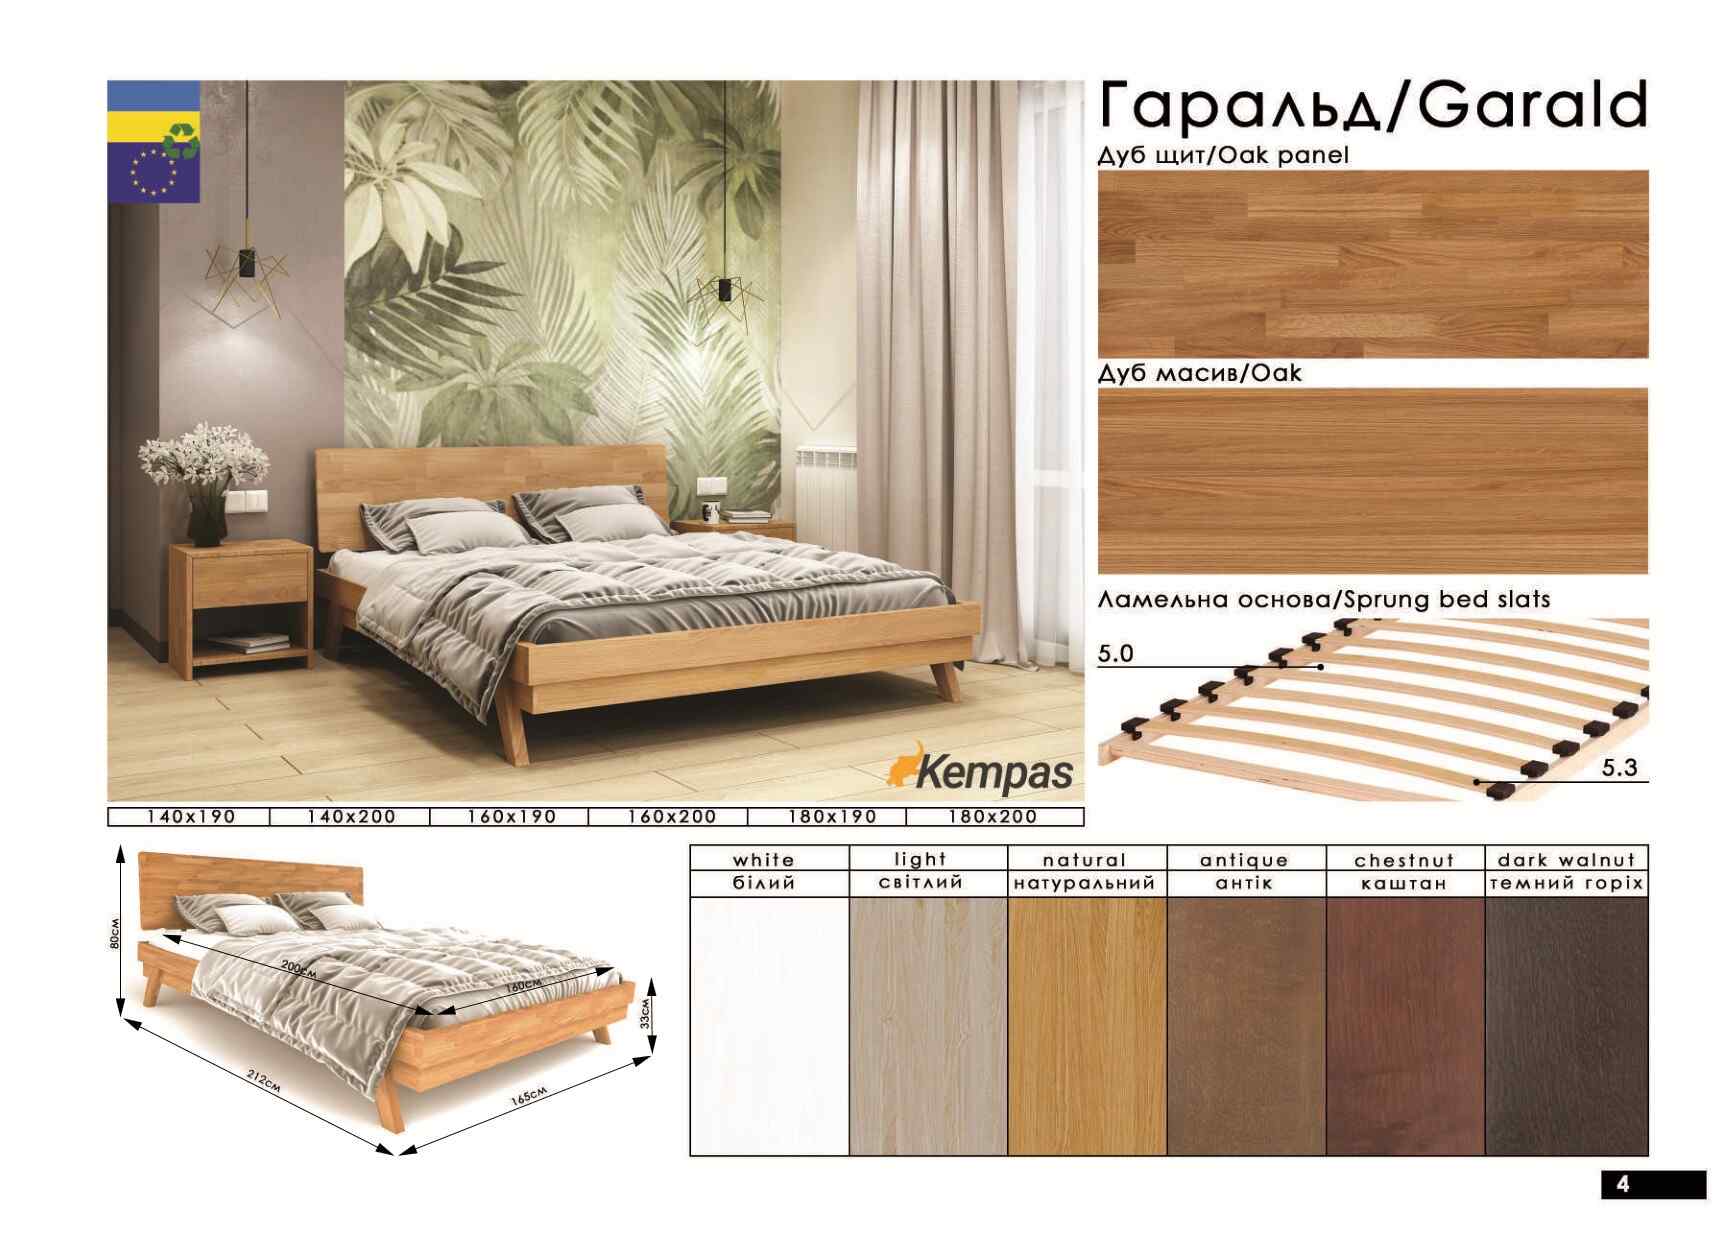 Гаральд/Garald
Дуб щит/Oak panel
Дуб масив/Oak
Ламельна основа/Sprung bed slats
5.0
5.3
Kempas
140x190 140x200 160x190 160x200 180x190 180x200
80см
200см
160см
33см
212см
165см
white light natural antique chestnut dark walnut
білий світлий натуральний антік каштан темний горіх
4